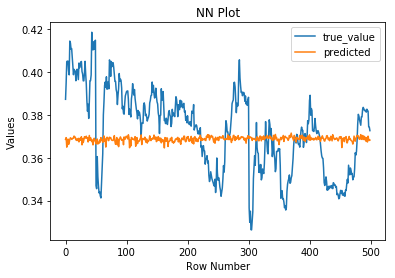 NN Plot
true_value
predicted
0.42
0.40
0.38
0.36
0.34
Values
0
100
200
300
400
500
Row Number